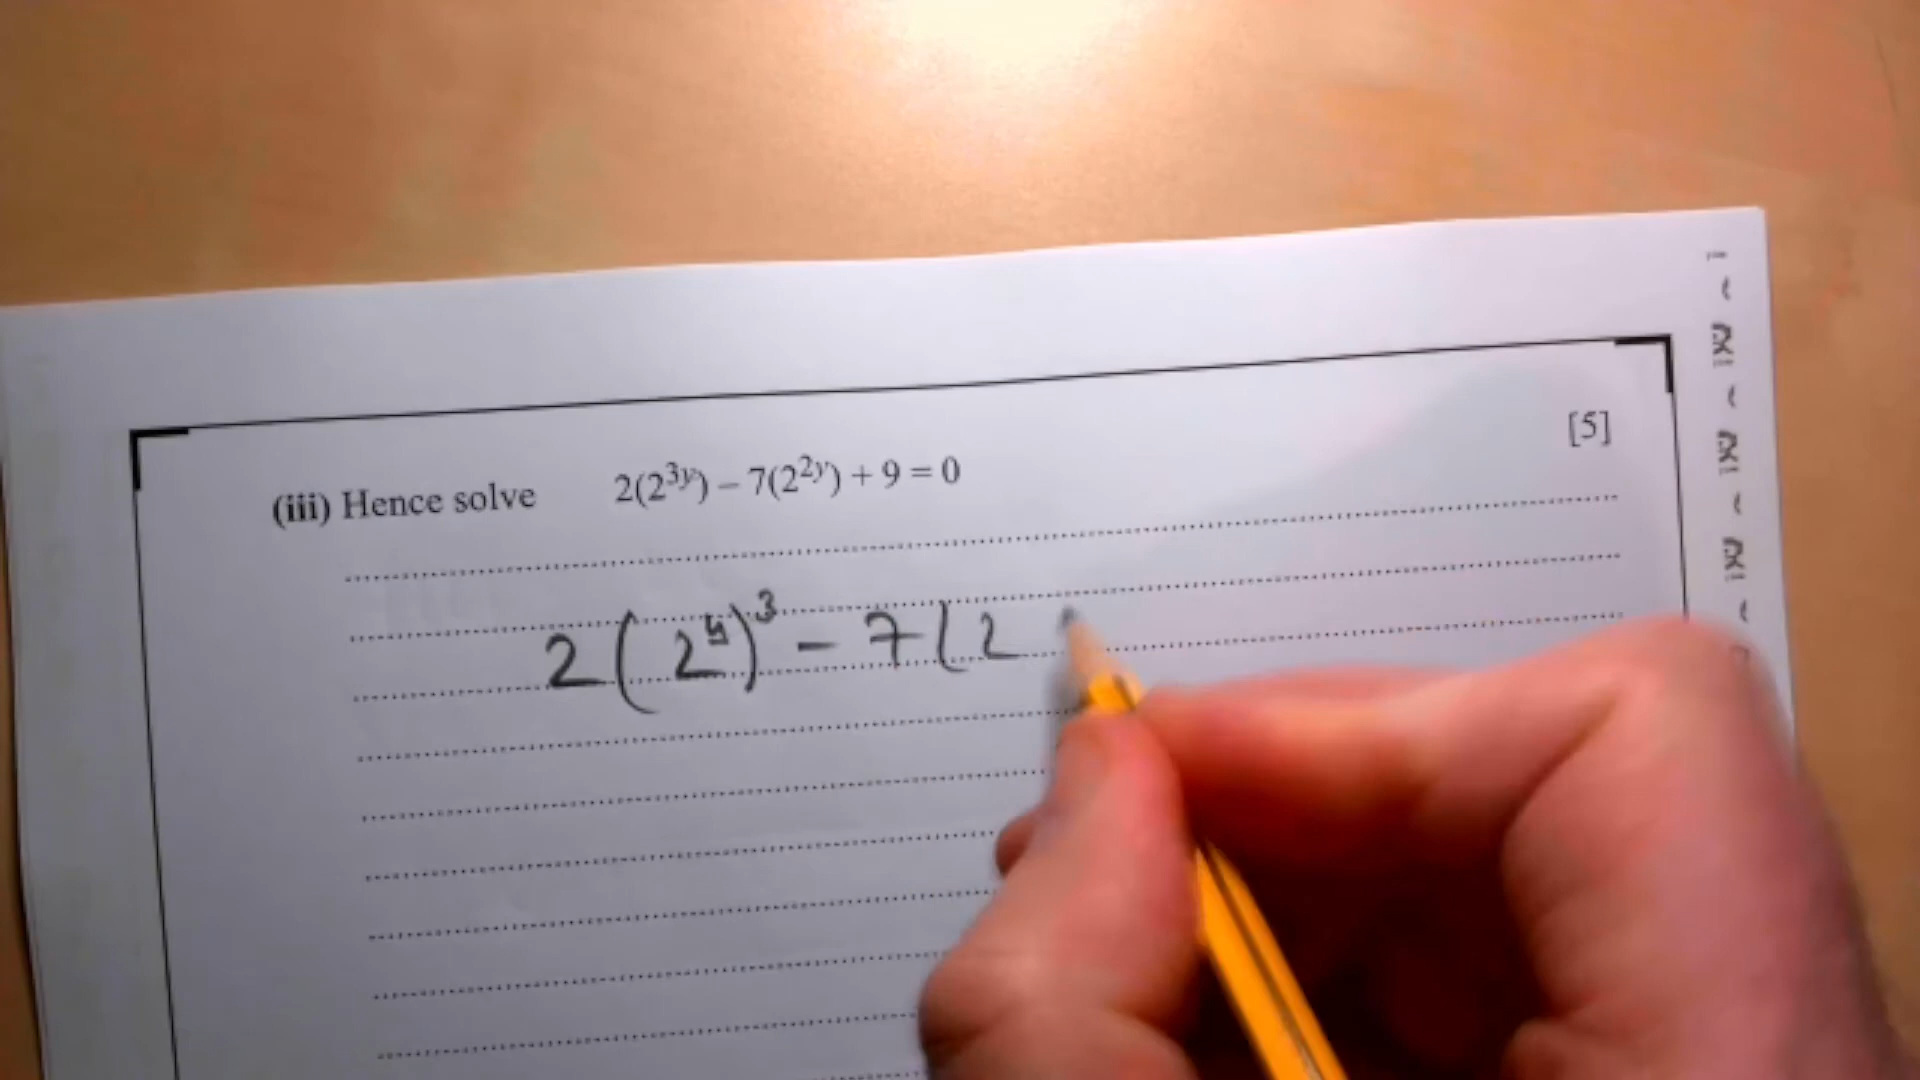 [5]
(iii) Hence solve 2(2^{3y}) – 7(2^{2y}) + 9 = 0
2(2^y)^3 – 7(2